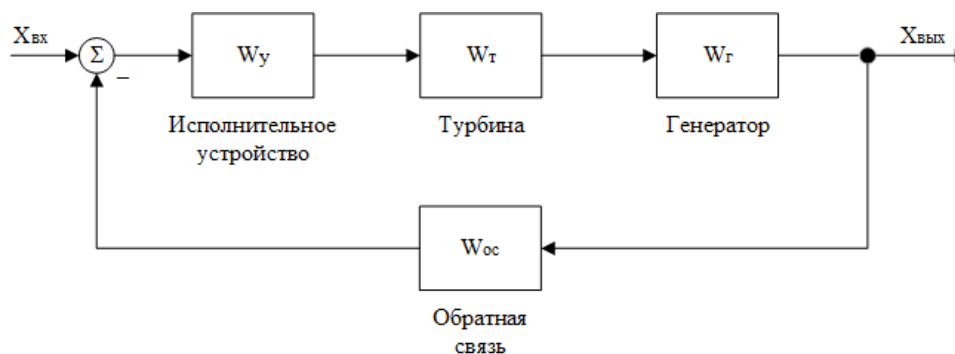 Xвх
Σ
−
Wу
Wт
Wг
Xвых
Исполнительное
устройство
Турбина
Генератор
Wос
Обратная
связь